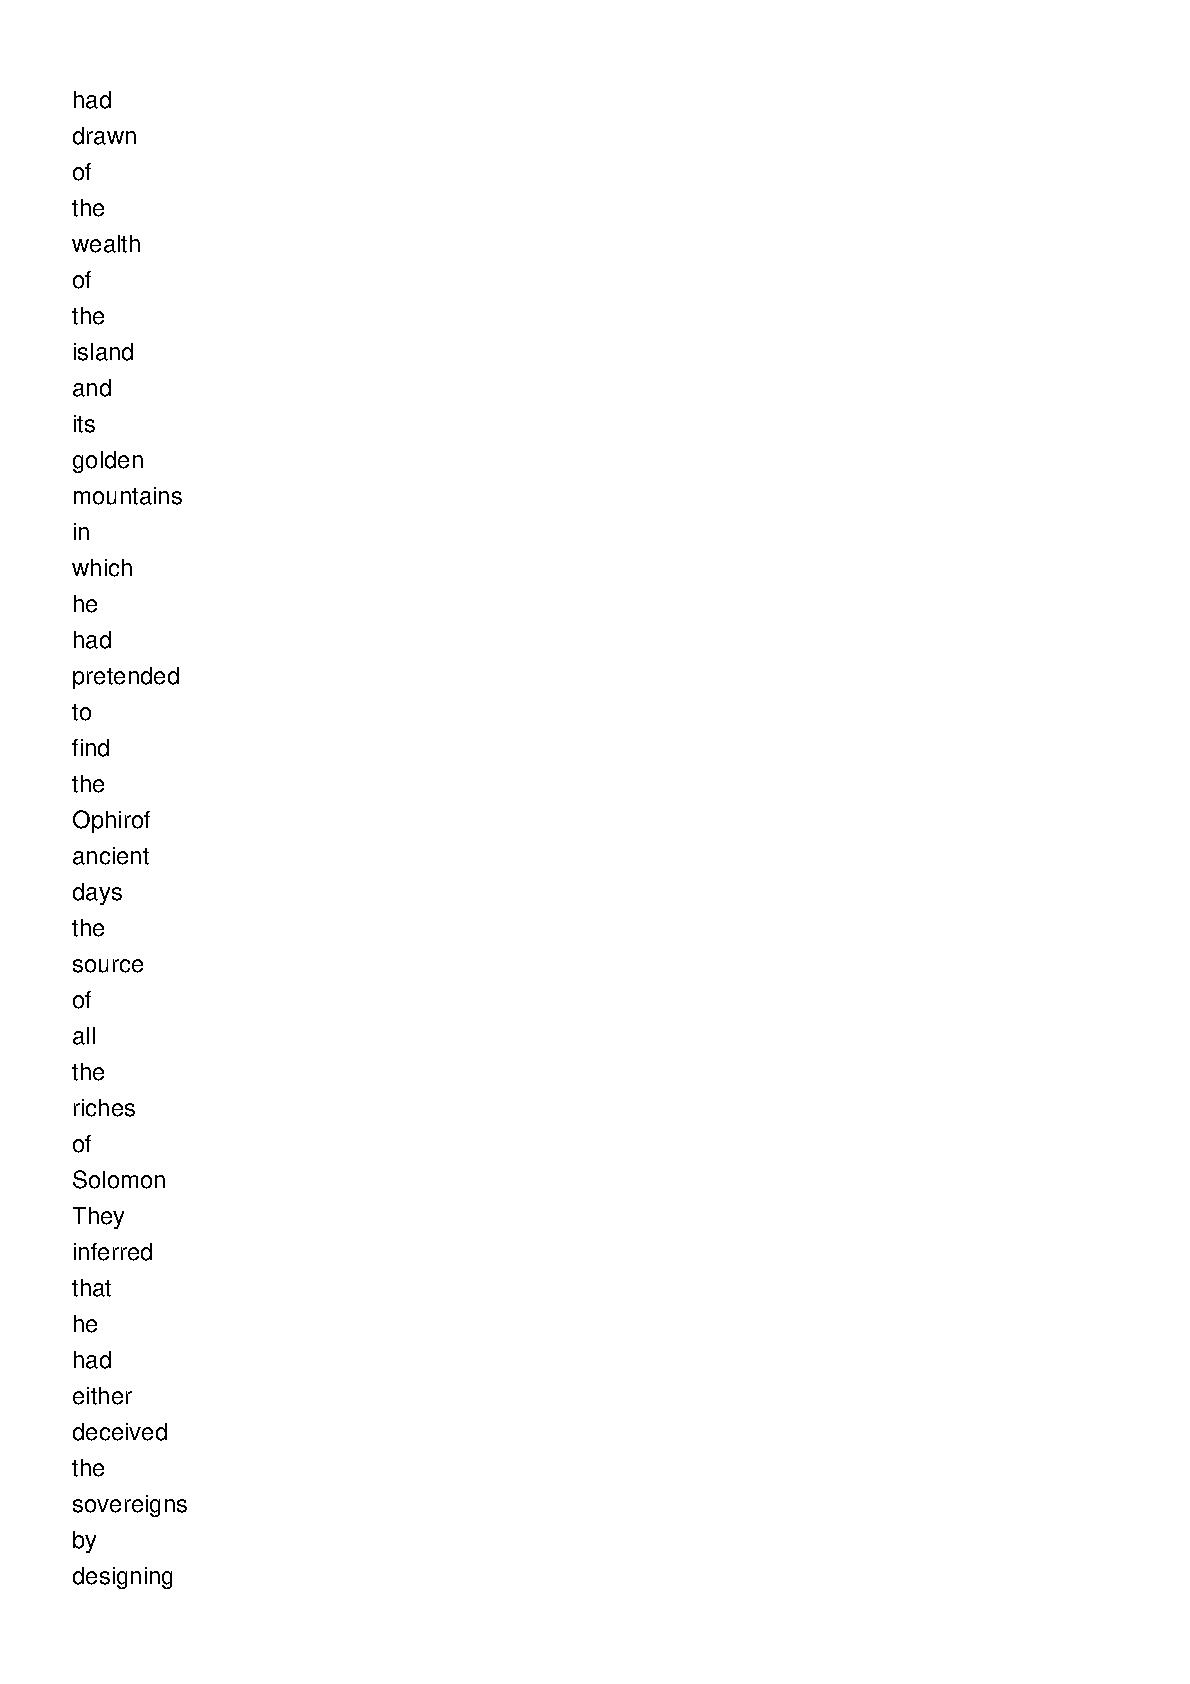 had
drawn
of
the
wealth
of
the
island
and
its
golden
mountains
in
which
he
had
pretended
to
find
the
Ophirof
ancient
days
the
source
of
all
the
riches
of
Solomon
They
inferred
that
he
had
either
deceived
the
sovereigns
by
designing